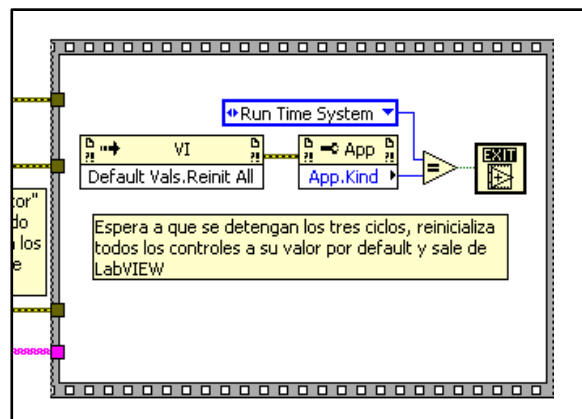 Run Time System
VI
App
Default Vals.Reinit All
App.Kind
=
EXIT
tor"
do
los
e
Espera a que se detengan los tres ciclos, reinicializa
todos los controles a su valor por default y sale de
LabVIEW